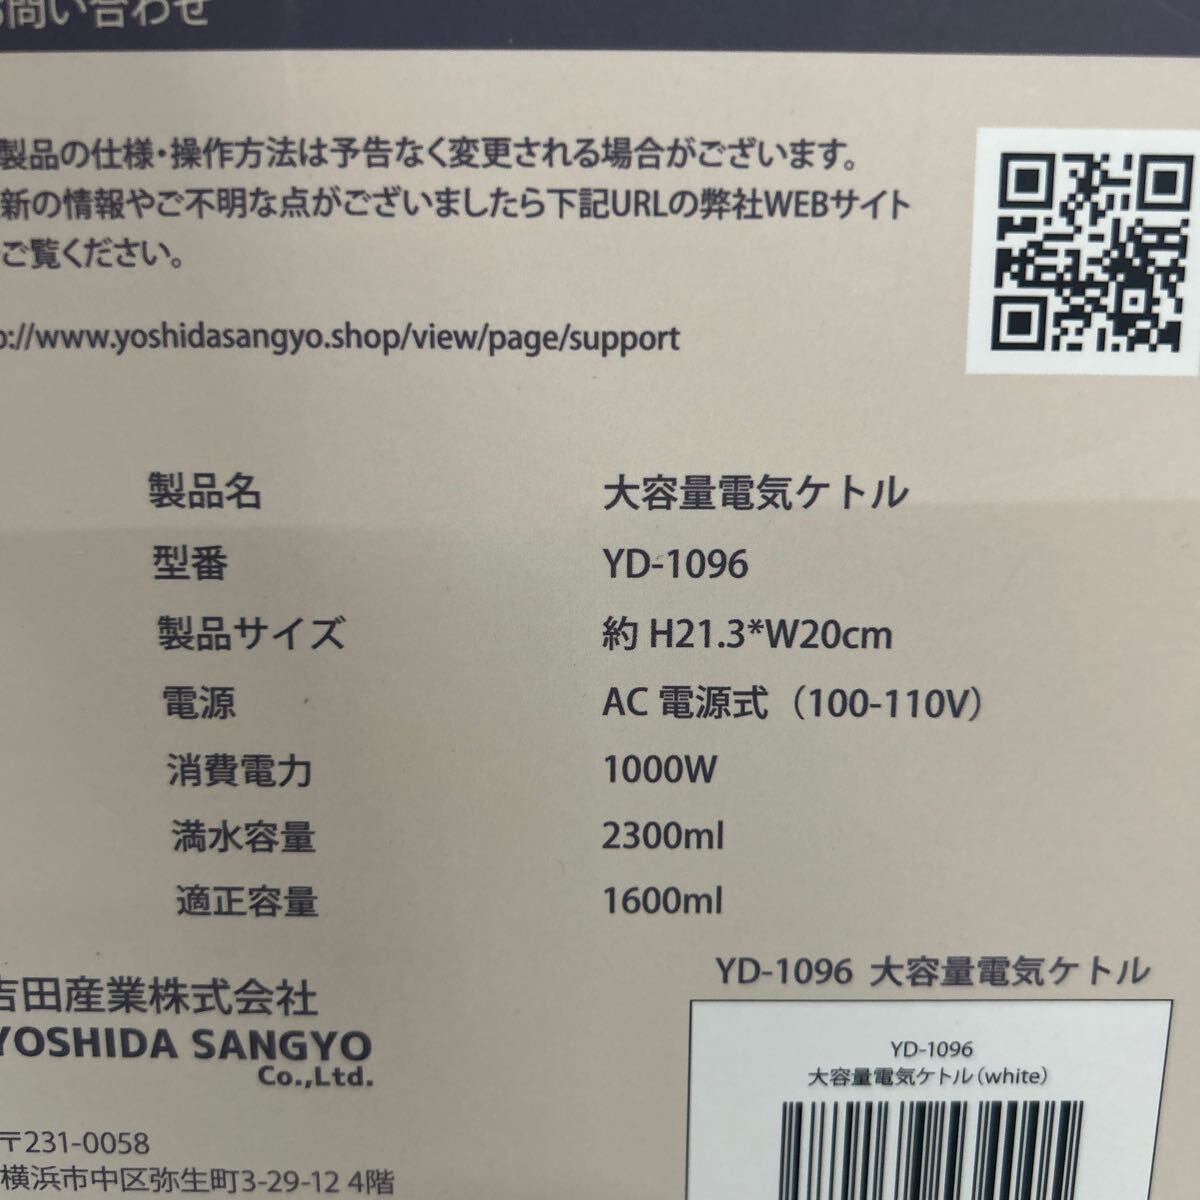 お問い合わせ
製品の仕様・操作方法は予告なく変更される場合がございます。
新の情報やご不明な点がございましたら下記URLの弊社WEBサイト
ご覧ください。
p://www.yoshidasangyo.shop/view/page/support
製品名 大容量電気ケトル
型番 YD-1096
製品サイズ 約 H21.3*W20cm
電源 AC 電源式（100-110V）
消費電力 1000W
満水容量 2300ml
適正容量 1600ml
YD-1096 大容量電気ケトル
吉田産業株式会社
YOSHIDA SANGYO
Co.,Ltd.
〒231-0058
横浜市中区弥生町3-29-12 4階
YD-1096
大容量電気ケトル（white）